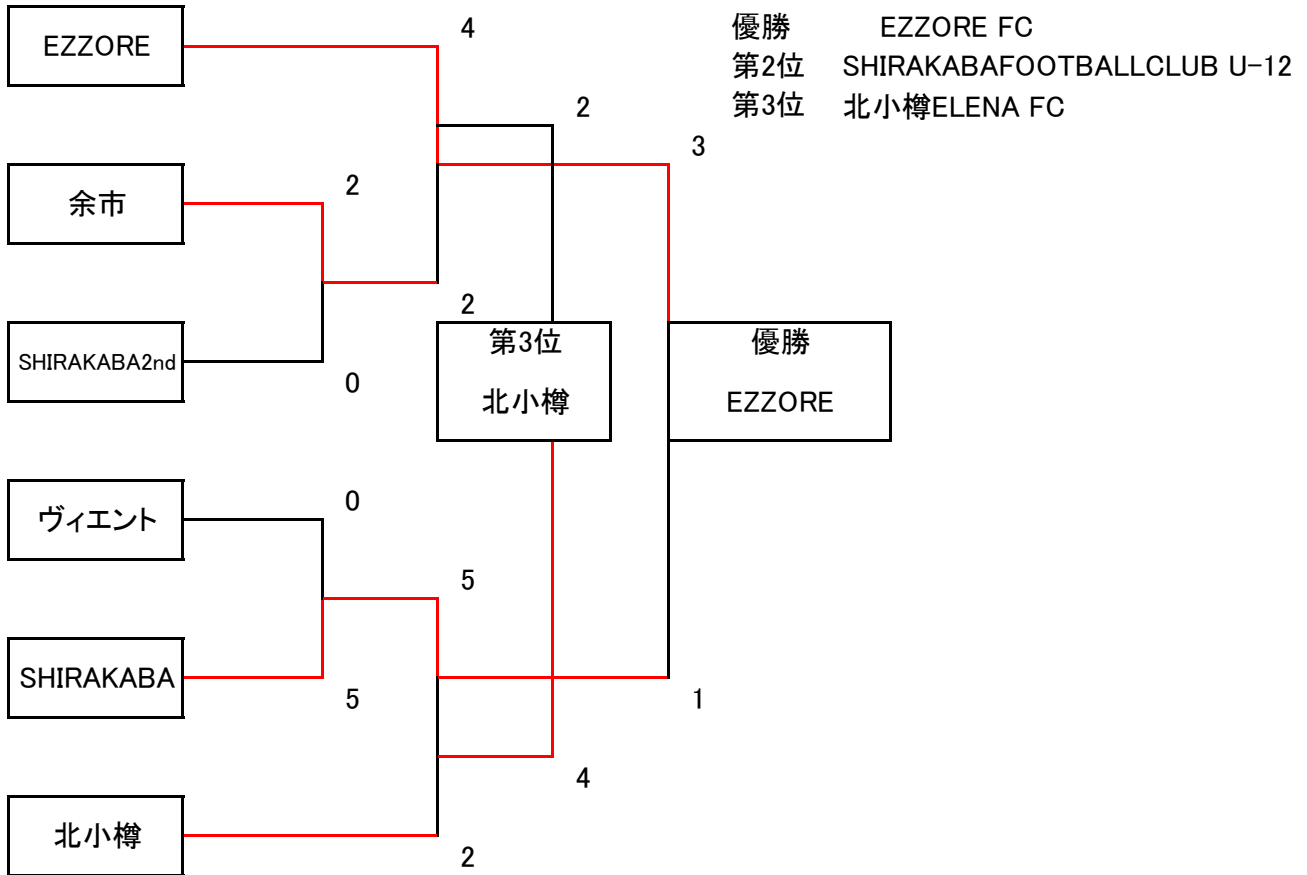 優勝 EZZORE FC
第2位 SHIRAKABAFOOTBALLCLUB U-12
第3位 北小樽ELENA FC
EZZORE
4
2
3
余市
2
2
SHIRAKABA2nd
0
第3位
北小樽
優勝
EZZORE
ヴィエント
0
5
SHIRAKABA
5
1
4
北小樽
2